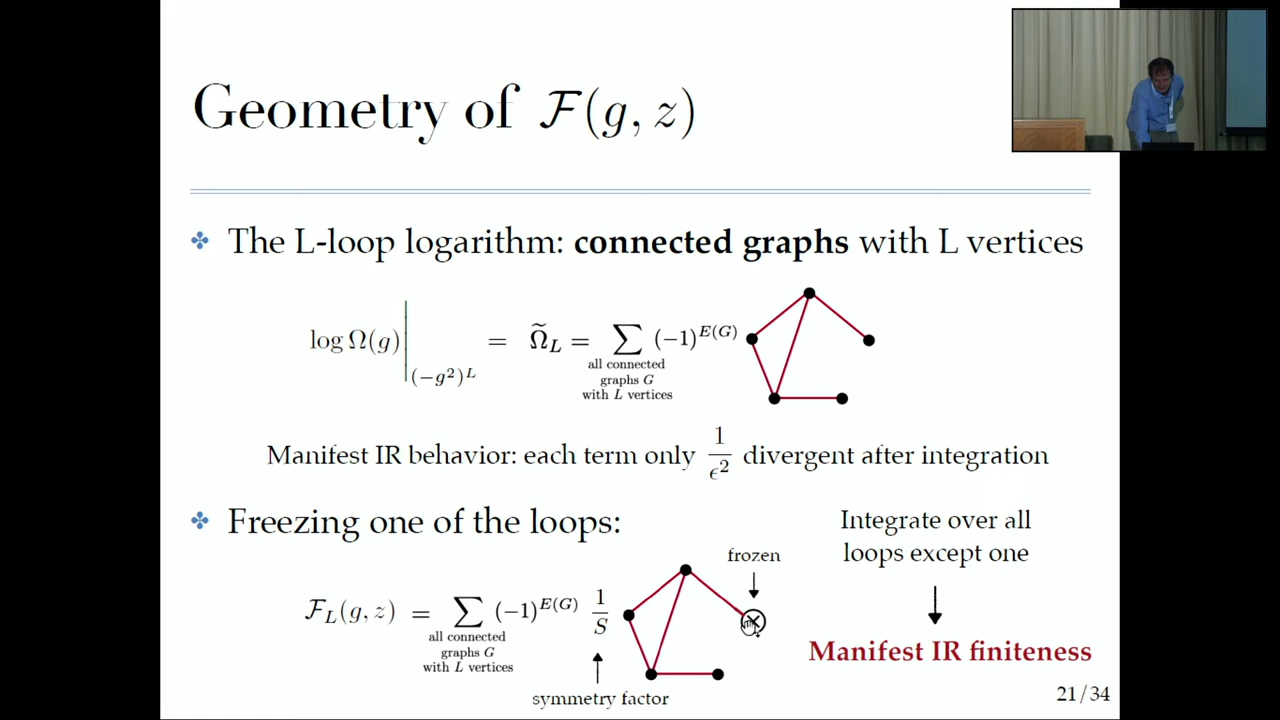 Geometry of F(g, z)
❖ The L-loop logarithm: connected graphs with L vertices
log Ω(g) |_{(−g²)^L} = Ω̃_L = ∑ (−1)^{E(G)}
all connected
graphs G
with L vertices
Manifest IR behavior: each term only 1/ϵ² divergent after integration
❖ Freezing one of the loops:
Integrate over all
loops except one
frozen
F_L(g, z) = ∑ (−1)^{E(G)} 1/S
all connected
graphs G
with L vertices
symmetry factor
Manifest IR finiteness
21/34